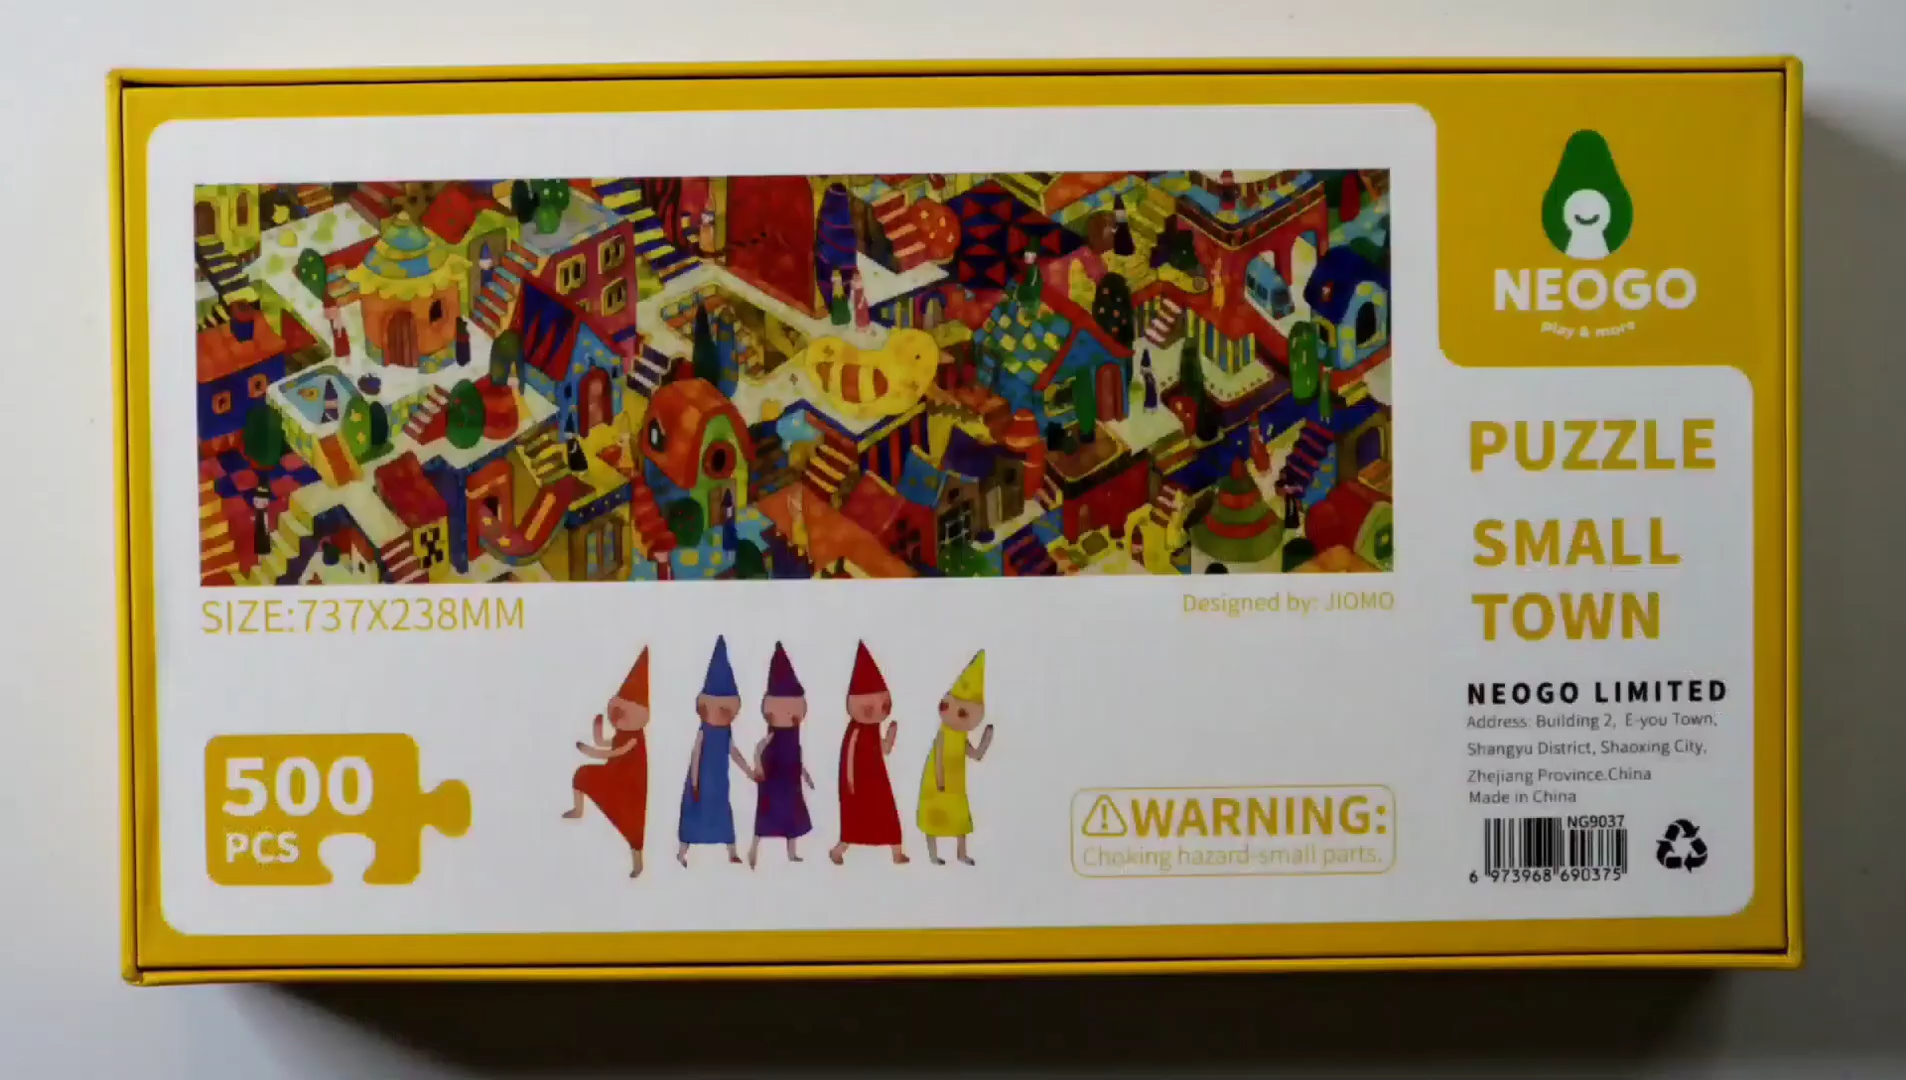 NEOGO
play & more
PUZZLE
SMALL
TOWN
SIZE:737X238MM
Designed by: JIOMO
500
PCS
⚠WARNING:
Choking hazard-small parts.
NEOGO LIMITED
Address: Building 2, E-you Town,
Shangyu District, Shaoxing City,
Zhejiang Province.China
Made in China
NG9037
6 973968 690375